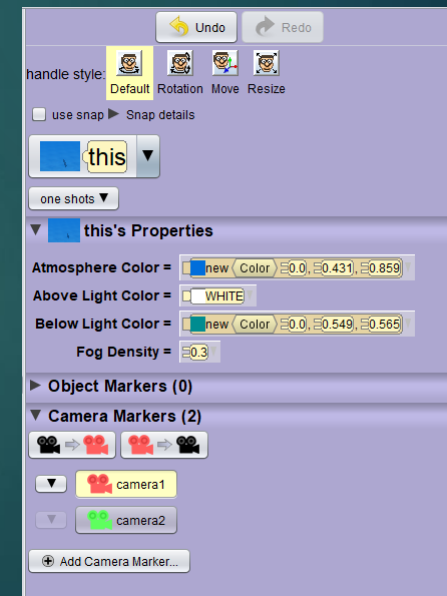 Undo Redo
handle style: Default Rotation Move Resize
use snap Snap details
this
one shots
this's Properties
Atmosphere Color = new Color 0.0, 0.431, 0.859
Above Light Color = WHITE
Below Light Color = new Color 0.0, 0.549, 0.565
Fog Density = 0.3
Object Markers (0)
Camera Markers (2)
camera1
camera2
Add Camera Marker...